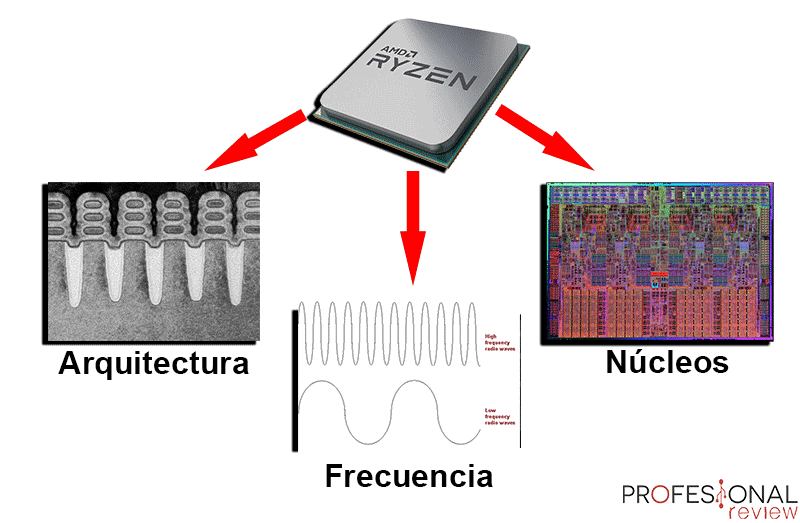 AMD
RYZEN
Arquitectura
High
frequency
radio waves
Low
frequency
radio waves
Frecuencia
Núcleos
PROFESIONAL
review